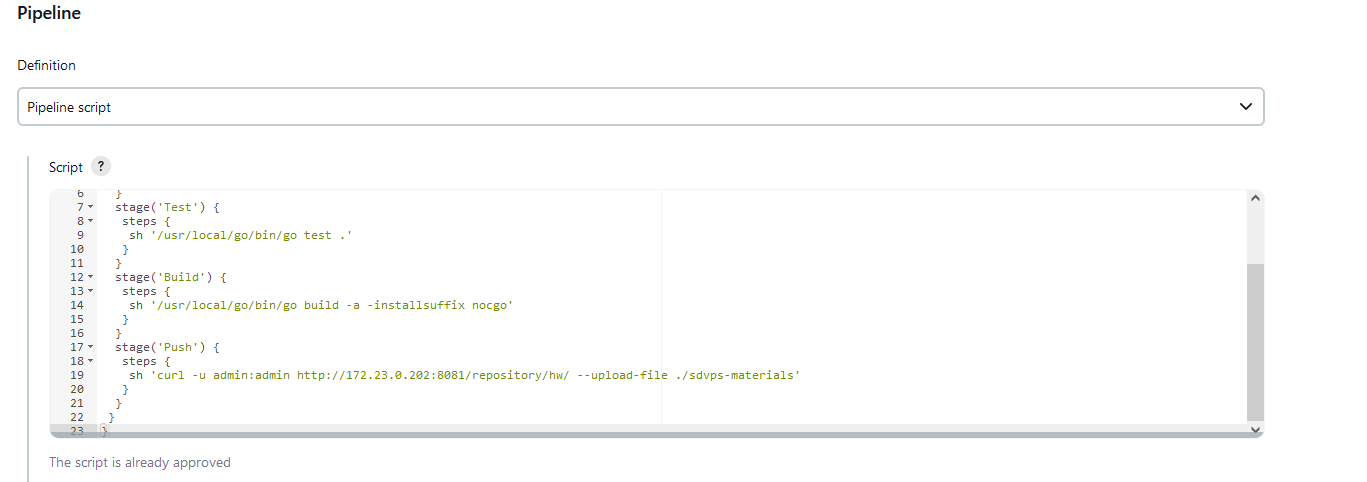 Pipeline
Definition
Pipeline script
Script ?
6 }
7 stage('Test') {
8 steps {
9 sh '/usr/local/go/bin/go test .'
10 }
11 }
12 stage('Build') {
13 steps {
14 sh '/usr/local/go/bin/go build -a -installsuffix nocgo'
15 }
16 }
17 stage('Push') {
18 steps {
19 sh 'curl -u admin:admin http://172.23.0.202:8081/repository/hw/ --upload-file ./sdvps-materials'
20 }
21 }
22 }
23 }
The script is already approved